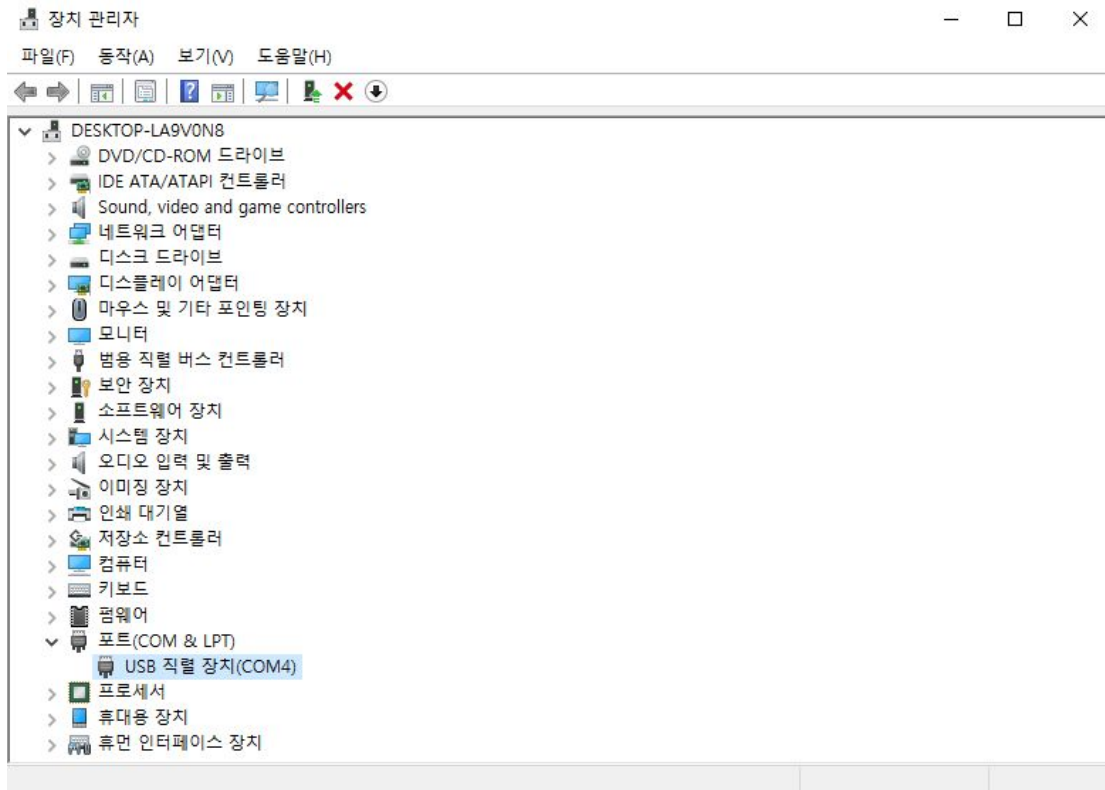 장치 관리자
파일(F) 동작(A) 보기(V) 도움말(H)
DESKTOP-LA9V0N8
DVD/CD-ROM 드라이브
IDE ATA/ATAPI 컨트롤러
Sound, video and game controllers
네트워크 어댑터
디스크 드라이브
디스플레이 어댑터
마우스 및 기타 포인팅 장치
모니터
범용 직렬 버스 컨트롤러
보안 장치
소프트웨어 장치
시스템 장치
오디오 입력 및 출력
이미징 장치
인쇄 대기열
저장소 컨트롤러
컴퓨터
키보드
펌웨어
포트(COM & LPT)
USB 직렬 장치(COM4)
프로세서
휴대용 장치
휴먼 인터페이스 장치